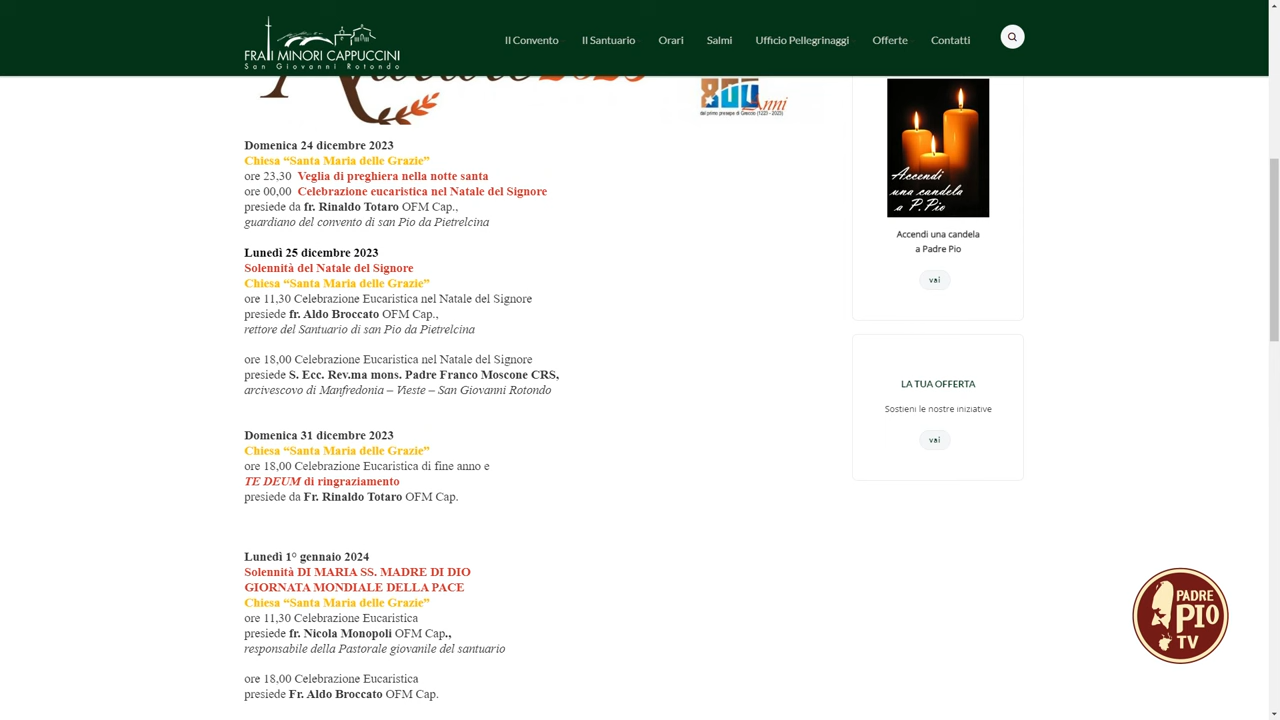 FRATI MINORI CAPPUCCINI
San Giovanni Rotondo
Il Convento
Il Santuario
Orari
Salmi
Ufficio Pellegrinaggi
Offerte
Contatti
800 Anni
dal primo presepe di Greccio (1223 - 2023)
Domenica 24 dicembre 2023
Chiesa “Santa Maria delle Grazie”
ore 23,30 Veglia di preghiera nella notte santa
ore 00,00 Celebrazione eucaristica nel Natale del Signore
presiede da fr. Rinaldo Totaro OFM Cap.,
guardiano del convento di san Pio da Pietrelcina
Lunedì 25 dicembre 2023
Solennità del Natale del Signore
Chiesa “Santa Maria delle Grazie”
ore 11,30 Celebrazione Eucaristica nel Natale del Signore
presiede fr. Aldo Broccato OFM Cap.,
rettore del Santuario di san Pio da Pietrelcina
ore 18,00 Celebrazione Eucaristica nel Natale del Signore
presiede S. Ecc. Rev.ma mons. Padre Franco Moscone CRS,
arcivescovo di Manfredonia – Vieste – San Giovanni Rotondo
Domenica 31 dicembre 2023
Chiesa “Santa Maria delle Grazie”
ore 18,00 Celebrazione Eucaristica di fine anno e
TE DEUM di ringraziamento
presiede da Fr. Rinaldo Totaro OFM Cap.
Lunedì 1° gennaio 2024
Solennità DI MARIA SS. MADRE DI DIO
GIORNATA MONDIALE DELLA PACE
Chiesa “Santa Maria delle Grazie”
ore 11,30 Celebrazione Eucaristica
presiede fr. Nicola Monopoli OFM Cap.,
responsabile della Pastorale giovanile del santuario
ore 18,00 Celebrazione Eucaristica
presiede Fr. Aldo Broccato OFM Cap.
Accendi
una candela
a P.Pio
Accendi una candela
a Padre Pio
vai
LA TUA OFFERTA
Sostieni le nostre iniziative
vai
PADRE
PIO
TV